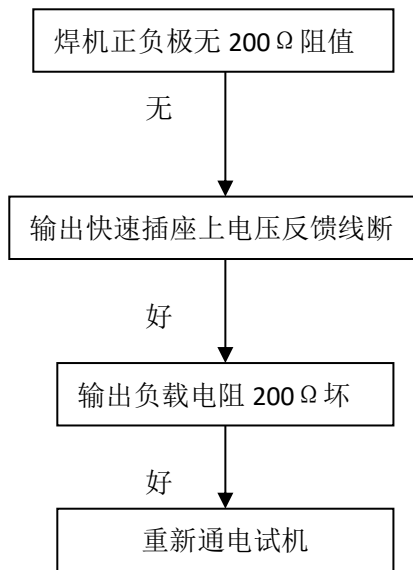 焊机正负极无 200Ω阻值
无
输出快速插座上电压反馈线断
好
输出负载电阻 200Ω坏
好
重新通电试机